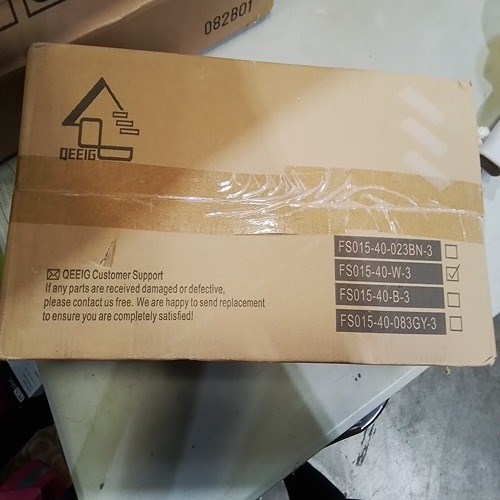 082B01
QEEIG
QEEIG Customer Support
If any parts are received damaged or defective,
please contact us free. We are happy to send replacement
to ensure you are completely satisfied!
FS015-40-023BN-3
FS015-40-W-3
FS015-40-B-3
FS015-40-083GY-3